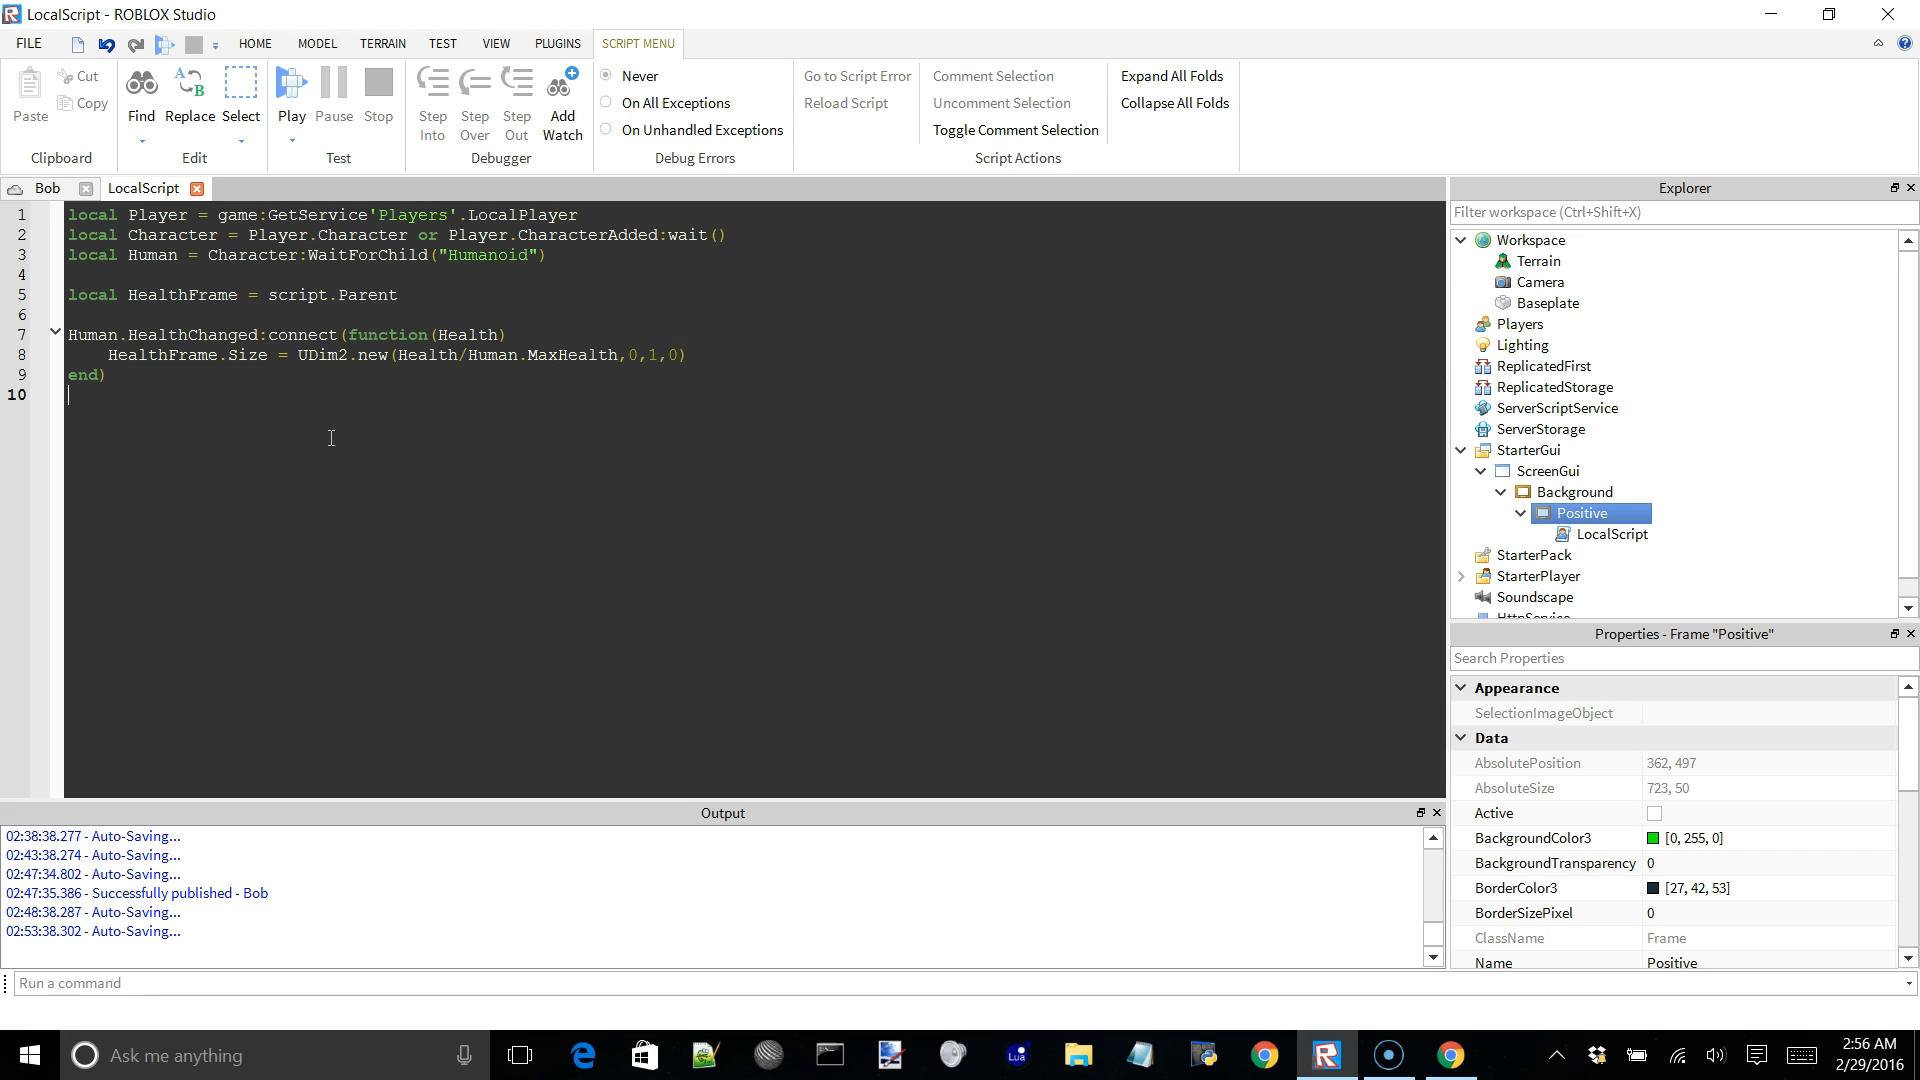 LocalScript - ROBLOX Studio
FILE HOME MODEL TERRAIN TEST VIEW PLUGINS SCRIPT MENU
Paste Cut Copy
Clipboard
Find Replace Select
Edit
Play Pause Stop
Test
Step Into Step Over Step Out Add Watch
Debugger
Never
On All Exceptions
On Unhandled Exceptions
Debug Errors
Go to Script Error
Reload Script
Comment Selection
Uncomment Selection
Toggle Comment Selection
Script Actions
Expand All Folds
Collapse All Folds
Bob LocalScript
1 local Player = game:GetService'Players'.LocalPlayer
2 local Character = Player.Character or Player.CharacterAdded:wait()
3 local Human = Character:WaitForChild("Humanoid")
4
5 local HealthFrame = script.Parent
6
7 Human.HealthChanged:connect(function(Health)
8 HealthFrame.Size = UDim2.new(Health/Human.MaxHealth,0,1,0)
9 end)
10
Explorer
Filter workspace (Ctrl+Shift+X)
Workspace
Terrain
Camera
Baseplate
Players
Lighting
ReplicatedFirst
ReplicatedStorage
ServerScriptService
ServerStorage
StarterGui
ScreenGui
Background
Positive
LocalScript
StarterPack
StarterPlayer
Soundscape
HttpService
Properties - Frame "Positive"
Search Properties
Appearance
SelectionImageObject
Data
AbsolutePosition 362, 497
AbsoluteSize 723, 50
Active
BackgroundColor3 [0, 255, 0]
BackgroundTransparency 0
BorderColor3 [27, 42, 53]
BorderSizePixel 0
ClassName Frame
Name Positive
Output
02:38:38.277 - Auto-Saving...
02:43:38.274 - Auto-Saving...
02:47:34.802 - Auto-Saving...
02:47:35.386 - Successfully published - Bob
02:48:38.287 - Auto-Saving...
02:53:38.302 - Auto-Saving...
Run a command
Ask me anything
Lua
2:56 AM
2/29/2016